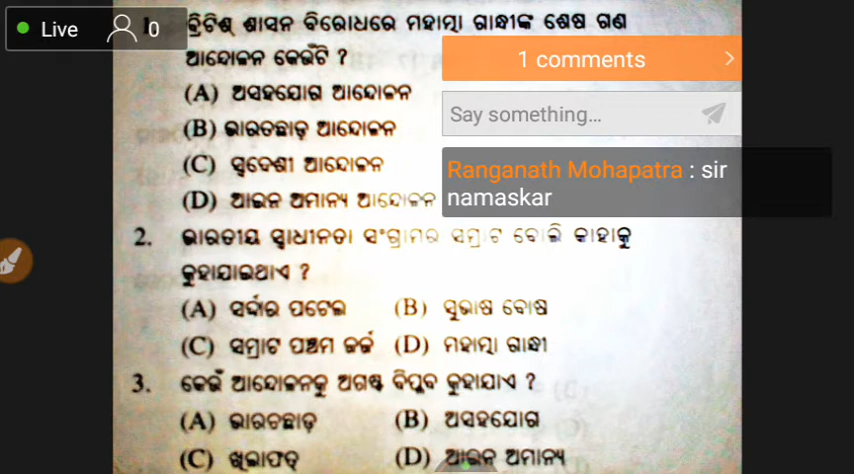 Live 0
1 ବ୍ରିଟିଶ୍ ଶାସନ ବିରୋଧରେ ମହାତ୍ମା ଗାନ୍ଧୀଙ୍କ ଶେଷ ଗଣ
ଆନ୍ଦୋଳନ କେଉଁଟି ?
1 comments
(A) ଅସହଯୋଗ ଆନ୍ଦୋଳନ
Say something...
(B) ଭାରତଛାଡ଼ ଆନ୍ଦୋଳନ
(C) ସ୍ୱଦେଶୀ ଆନ୍ଦୋଳନ
Ranganath Mohapatra : sir
namaskar
(D) ଆଇନ ଅମାନ୍ୟ ଆନ୍ଦୋଳନ
2. ଭାରତୀୟ ସ୍ୱାଧୀନତା ସଂଗ୍ରାମର ସମ୍ରାଟ ବୋଲି କାହାକୁ
କୁହାଯାଇଥାଏ ?
(A) ସର୍ଦ୍ଦାର ପଟେଲ (B) ସୁଭାଷ ବୋଷ
(C) ସମ୍ରାଟ ପଞ୍ଚମ ଜର୍ଜ (D) ମହାତ୍ମା ଗାନ୍ଧୀ
3. କେଉଁ ଆନ୍ଦୋଳନକୁ ଅଗଷ୍ଟ ବିପ୍ଳବ କୁହାଯାଏ ?
(A) ଭାରତଛାଡ଼ (B) ଅସହଯୋଗ
(C) ଖିଲାଫତ୍ (D) ଆଇନ ଅମାନ୍ୟ